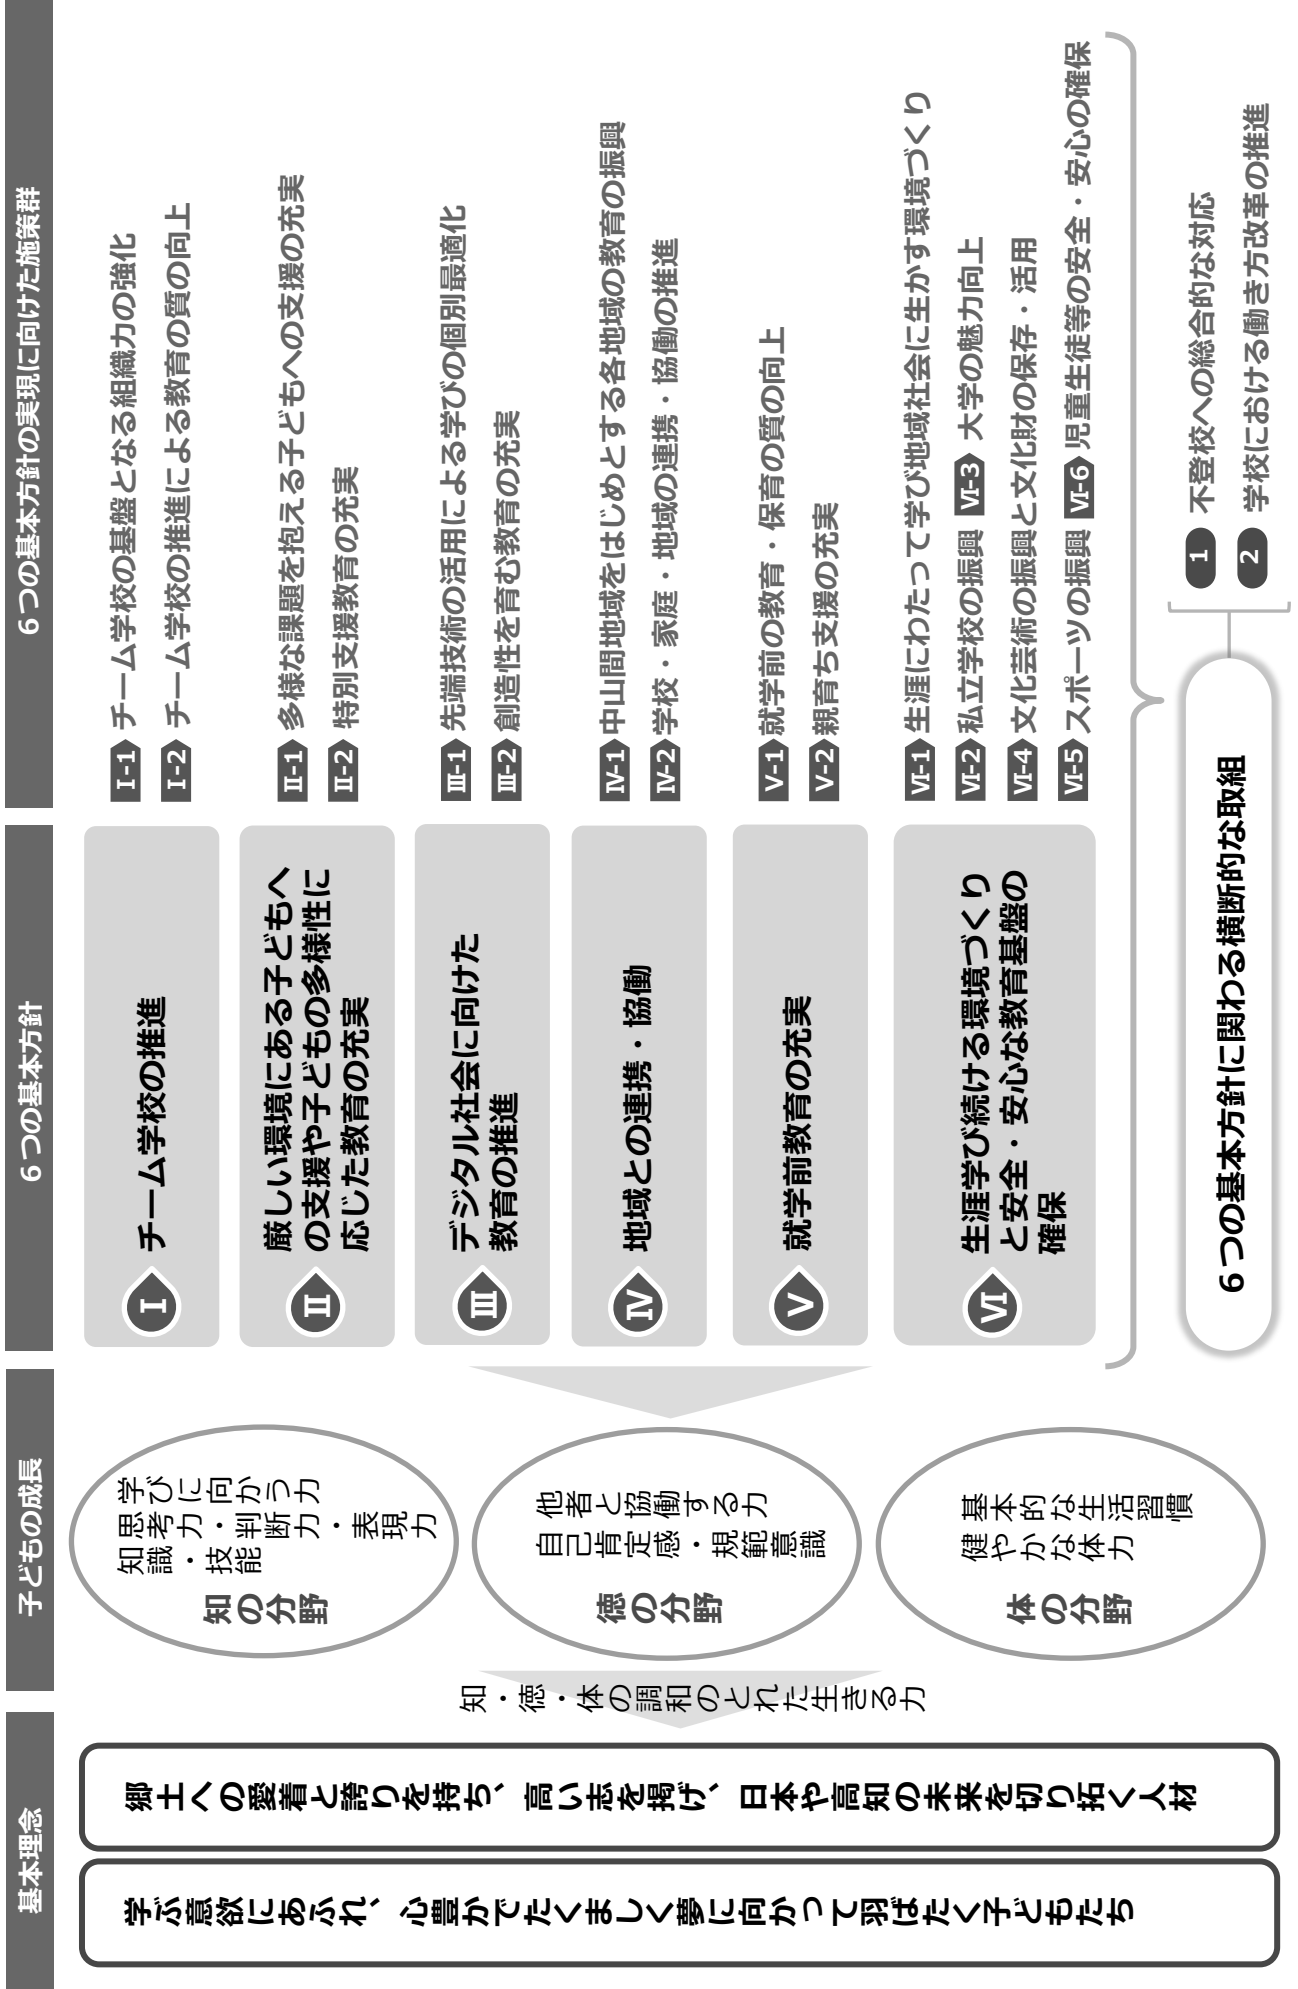 基本理念
学ぶ意欲にあふれ、心豊かでたくましく夢に向かって羽ばたく子どもたち
郷土への愛着と誇りを持ち、高い志を掲げ、日本や高知の未来を切り拓く人材
知・徳・体の調和のとれた生きる力
子どもの成長
知の分野
知識・技能
思考力・判断力・表現力
学びに向かう力
徳の分野
自己肯定感・規範意識
他者と協働する力
体の分野
健やかな体力
基本的な生活習慣
６つの基本方針
Ⅰ チーム学校の推進
Ⅱ 厳しい環境にある子どもへ
の支援や子どもの多様性に
応じた教育の充実
Ⅲ デジタル社会に向けた
教育の推進
Ⅳ 地域との連携・協働
Ⅴ 就学前教育の充実
Ⅵ 生涯学び続ける環境づくり
と安全・安心な教育基盤の
確保
６つの基本方針の実現に向けた施策群
Ⅰ-1 チーム学校の基盤となる組織力の強化
Ⅰ-2 チーム学校の推進による教育の質の向上
Ⅱ-1 多様な課題を抱える子どもへの支援の充実
Ⅱ-2 特別支援教育の充実
Ⅲ-1 先端技術の活用による学びの個別最適化
Ⅲ-2 創造性を育む教育の充実
Ⅳ-1 中山間地域をはじめとする各地域の教育の振興
Ⅳ-2 学校・家庭・地域の連携・協働の推進
Ⅴ-1 就学前の教育・保育の質の向上
Ⅴ-2 親育ち支援の充実
Ⅵ-1 生涯にわたって学び地域社会に生かす環境づくり
Ⅵ-2 私立学校の振興 Ⅵ-3 大学の魅力向上
Ⅵ-4 文化芸術の振興と文化財の保存・活用
Ⅵ-5 スポーツの振興 Ⅵ-6 児童生徒等の安全・安心の確保
６つの基本方針に関わる横断的な取組
1 不登校への総合的な対応
2 学校における働き方改革の推進